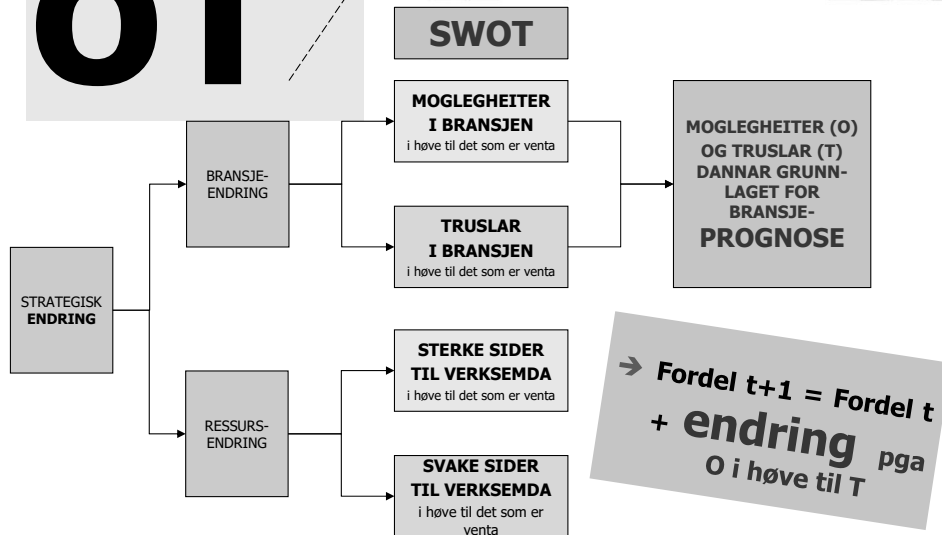 OT
SWOT
MOGLEGHEITER
I BRANSJEN
i høve til det som er venta
BRANSJE-
ENDRING
TRUSLAR
I BRANSJEN
i høve til det som er venta
MOGLEGHEITER (O)
OG TRUSLAR (T)
DANNAR GRUNN-
LAGET FOR
BRANSJE-
PROGNOSE
STRATEGISK
ENDRING
STERKE SIDER
TIL VERKSEMDA
i høve til det som er venta
RESSURS-
ENDRING
SVAKE SIDER
TIL VERKSEMDA
i høve til det som er
venta
➔ Fordel t+1 = Fordel t
+ endring pga
O i høve til T